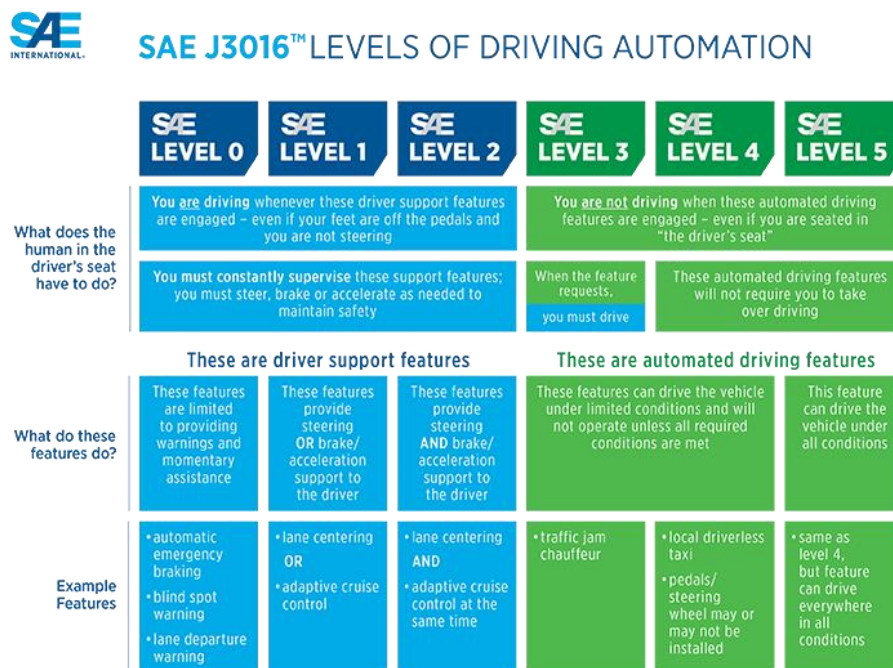 SAE
INTERNATIONAL®
SAE J3016™ LEVELS OF DRIVING AUTOMATION
SAE
LEVEL 0
SAE
LEVEL 1
SAE
LEVEL 2
SAE
LEVEL 3
SAE
LEVEL 4
SAE
LEVEL 5
What does the
human in the
driver's seat
have to do?
You are driving whenever these driver support features
are engaged – even if your feet are off the pedals and
you are not steering
You are not driving when these automated driving
features are engaged – even if you are seated in
"the driver's seat"
You must constantly supervise these support features;
you must steer, brake or accelerate as needed to
maintain safety
When the feature
requests,
you must drive
These automated driving features
will not require you to take
over driving
These are driver support features
These are automated driving features
What do these
features do?
These features
are limited
to providing
warnings and
momentary
assistance
These features
provide
steering
OR brake/
acceleration
support to
the driver
These features
provide
steering
AND brake/
acceleration
support to
the driver
These features can drive the vehicle
under limited conditions and will
not operate unless all required
conditions are met
This feature
can drive the
vehicle under
all conditions
Example
Features
• automatic
emergency
braking
• blind spot
warning
• lane departure
warning
• lane centering
OR
• adaptive cruise
control
• lane centering
AND
• adaptive cruise
control at the
same time
• traffic jam
chauffeur
• local driverless
taxi
• pedals/
steering
wheel may or
may not be
installed
• same as
level 4,
but feature
can drive
everywhere
in all
conditions